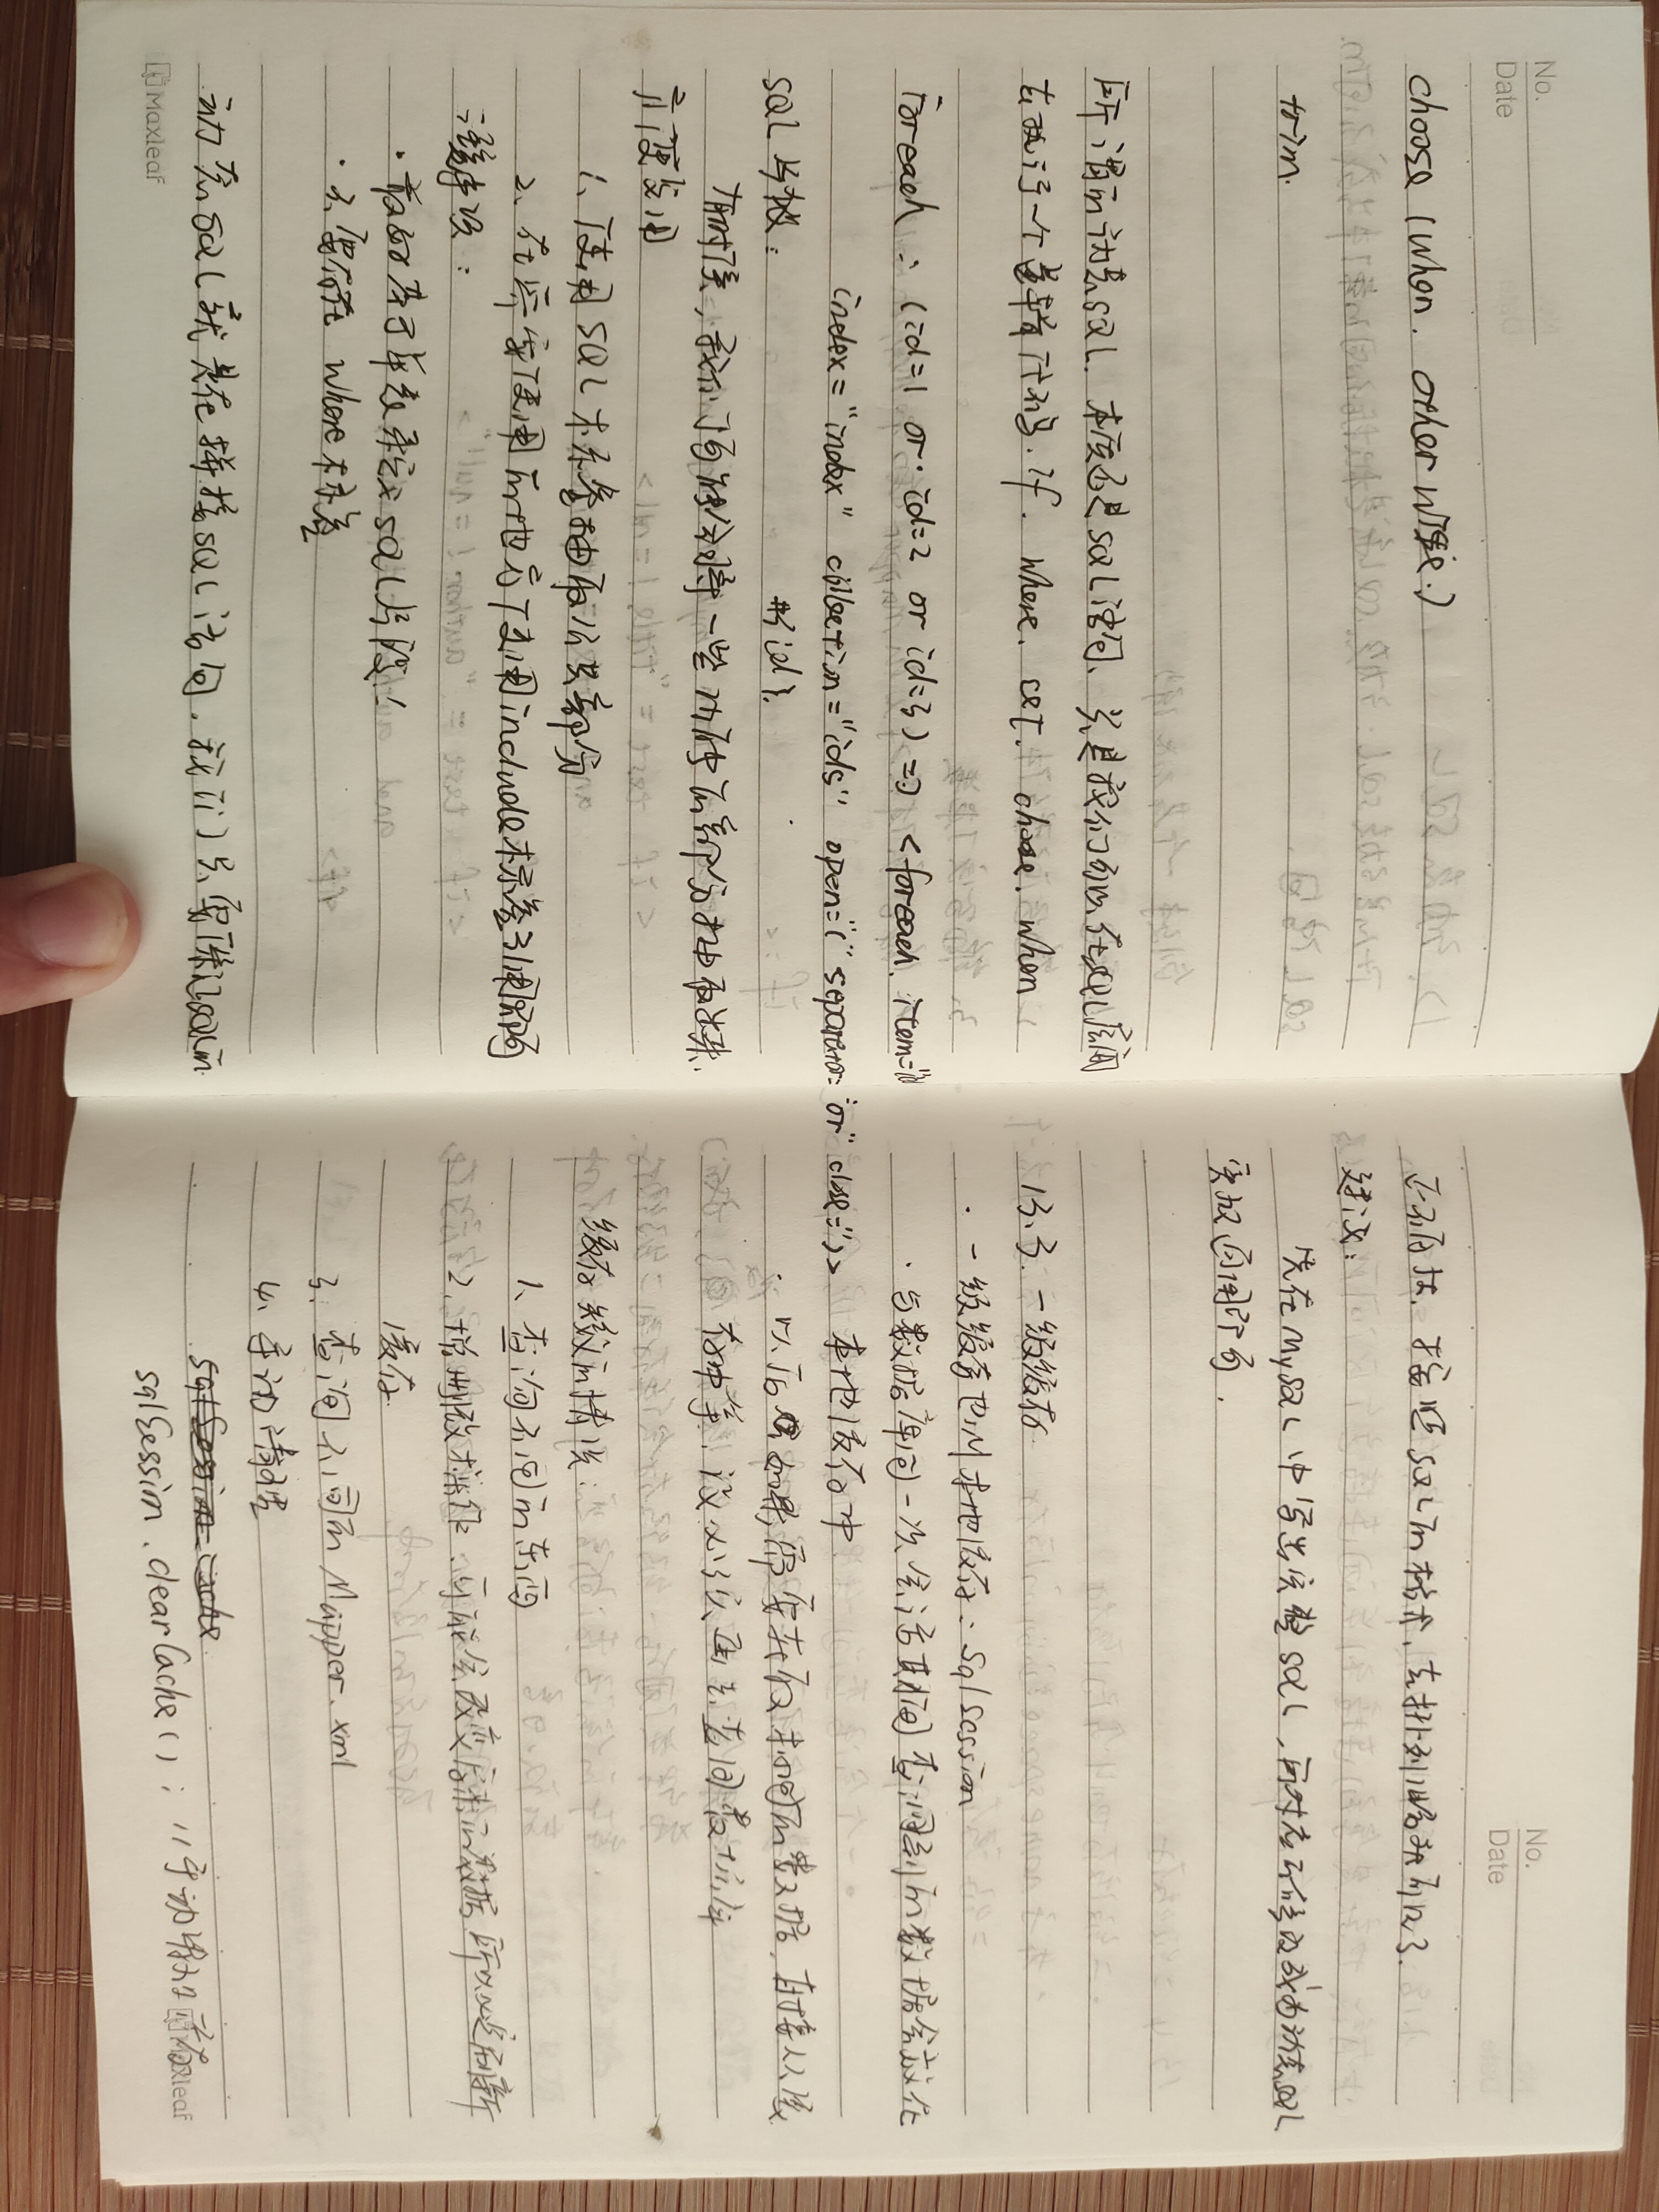 No.
Date
choose (when. otherwise.)
trim.
所谓的动态SQL. 本质还是SQL语句、只是我们可以在SQL层面
去执行一个逻辑代码. if. where. set. choose. when
Foreach: (id=1 or. id=2 or id=3) => <foreach. item="id"
index="index" collection="ids" open="(" separator="or" close=")">
#{id}.
SQL片段:
有时候, 我们可能会将一些功能的部分抽取出来.
方便复用
1、使用SQL标签抽取公共部分
2、在需要使用的地方使用include标签引用即可
注意事项:
· 最好基于单表来定义SQL片段!
· 不要存在where标签
动态SQL就是在拼接SQL语句. 我们只要保证SQL的
Maxleaf
No.
Date
正确性. 按照SQL的格式, 去排列组合就可以了.
建议:
先在MySQL中写出完整SQL, 再对应的修改成动态SQL
实现通用即可.
13.3 一级缓存
· 一级缓存也叫本地缓存: SqlSession
· 与数据库同一次会话期间查询到的数据会放在
本地缓存中
· 以后如果需要获取相同的数据, 直接从缓
存中拿. 没必须再去查询数据库
缓存失效的情况:
1、查询不同的东西
2、增删改操作. 可能会改变原来的数据 所以必定刷新
缓存.
3、查询不同的Mapper.xml
4、手动清理
sqlSession.clearCache(); //手动清理缓存
Maxleaf